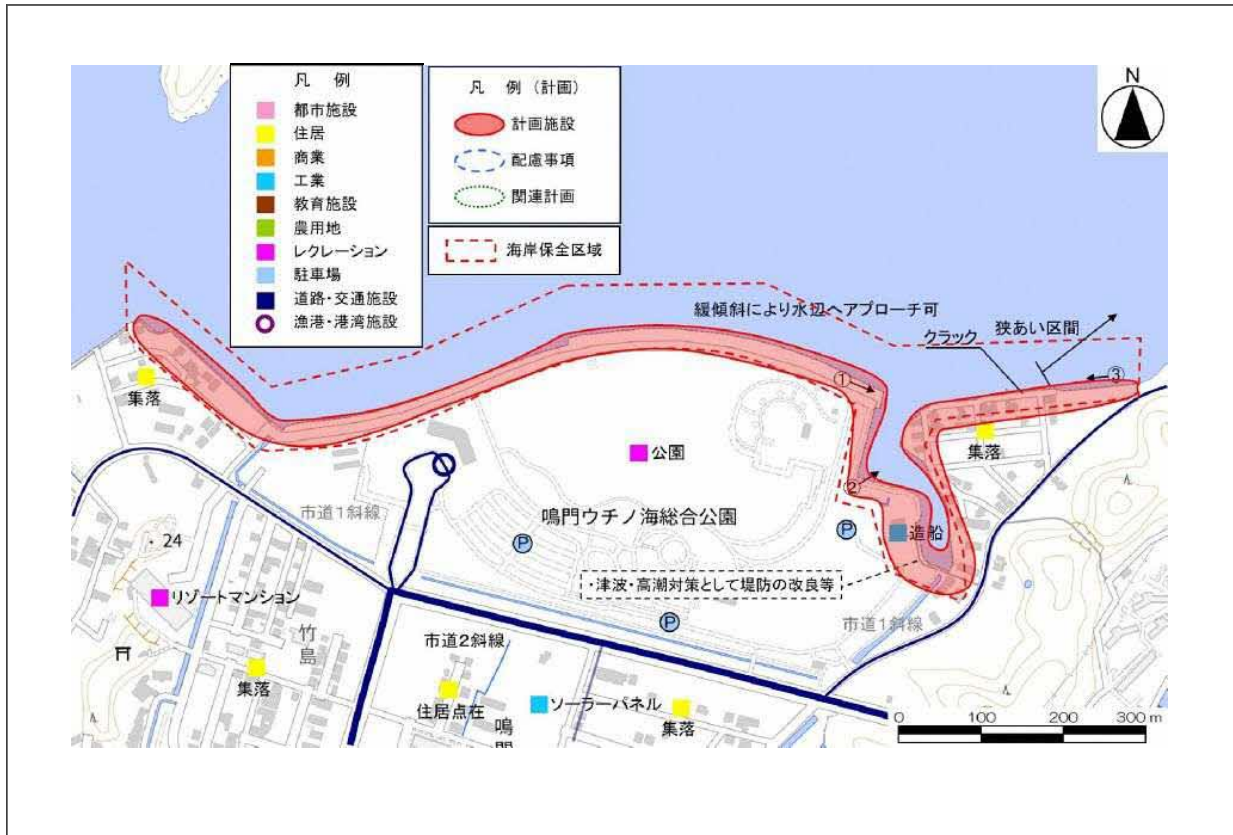 凡 例
都市施設
住居
商業
工業
教育施設
農用地
レクレーション
駐車場
道路・交通施設
漁港・港湾施設
凡 例（計画）
計画施設
配慮事項
関連計画
海岸保全区域
N
緩傾斜により水辺へアプローチ可
クラック
狭あい区間
①
③
集落
集落
公園
②
市道1斜線
鳴門ウチノ海総合公園
造船
P
P
・津波・高潮対策として堤防の改良等
24
リゾートマンション
P
市道1斜線
竹島
市道2斜線
集落
住居点在
ソーラーパネル
集落
鳴門
0 100 200 300 m